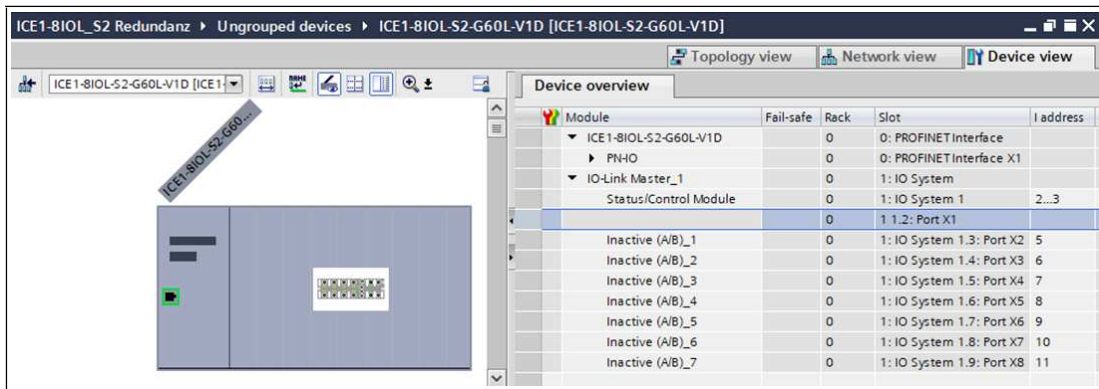 ICE1-8IOL_S2 Redundanz ▸ Ungrouped devices ▸ ICE1-8IOL-S2-G60L-V1D [ICE1-8IOL-S2-G60L-V1D]
Topology view Network view Device view
ICE1-8IOL-S2-G60L-V1D [ICE1-
Device overview
ICE1-8IOL-S2-G60...
Module Fail-safe Rack Slot I address
ICE1-8IOL-S2-G60L-V1D 0 0: PROFINET Interface
PN-IO 0 0: PROFINET Interface X1
IO-Link Master_1 0 1: IO System
Status/Control Module 0 1: IO System 1 2...3
0 1 1.2: Port X1
Inactive (A/B)_1 0 1: IO System 1.3: Port X2 5
Inactive (A/B)_2 0 1: IO System 1.4: Port X3 6
Inactive (A/B)_3 0 1: IO System 1.5: Port X4 7
Inactive (A/B)_4 0 1: IO System 1.6: Port X5 8
Inactive (A/B)_5 0 1: IO System 1.7: Port X6 9
Inactive (A/B)_6 0 1: IO System 1.8: Port X7 10
Inactive (A/B)_7 0 1: IO System 1.9: Port X8 11